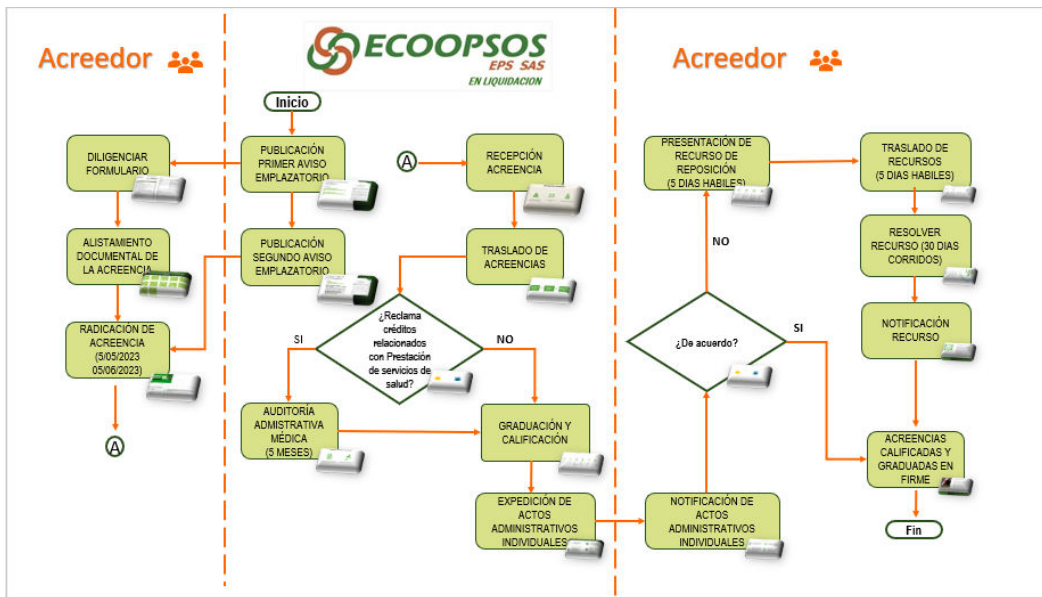 Acreedor
ECOOPSOS
EPS SAS
EN LIQUIDACION
Acreedor
Inicio
DILIGENCIAR
FORMULARIO
PUBLICACIÓN
PRIMER AVISO
EMPLAZATORIO
A
RECEPCIÓN
ACREENCIA
PRESENTACIÓN DE
RECURSO DE
REPOSICIÓN
(5 DIAS HABILES)
TRASLADO DE
RECURSOS
(5 DIAS HABILES)
ALISTAMIENTO
DOCUMENTAL DE
LA ACREENCIA
PUBLICACIÓN
SEGUNDO AVISO
EMPLAZATORIO
TRASLADO DE
ACREENCIAS
NO
RESOLVER
RECURSO (30 DIAS
CORRIDOS)
RADICACIÓN DE
ACREENCIA
(5/05/2023
05/06/2023)
SI
¿Reclama
créditos
relacionados
con Prestación
de servicios de
salud?
NO
¿De acuerdo?
SI
NOTIFICACIÓN
RECURSO
A
AUDITORÍA
ADMISTRATIVA
MÉDICA
(5 MESES)
GRADUACIÓN Y
CALIFICACIÓN
ACREENCIAS
CALIFICADAS Y
GRADUADAS EN
FIRME
EXPEDICIÓN DE
ACTOS
ADMINISTRATIVOS
INDIVIDUALES
NOTIFICACIÓN DE
ACTOS
ADMINISTRATIVOS
INDIVIDUALES
Fin